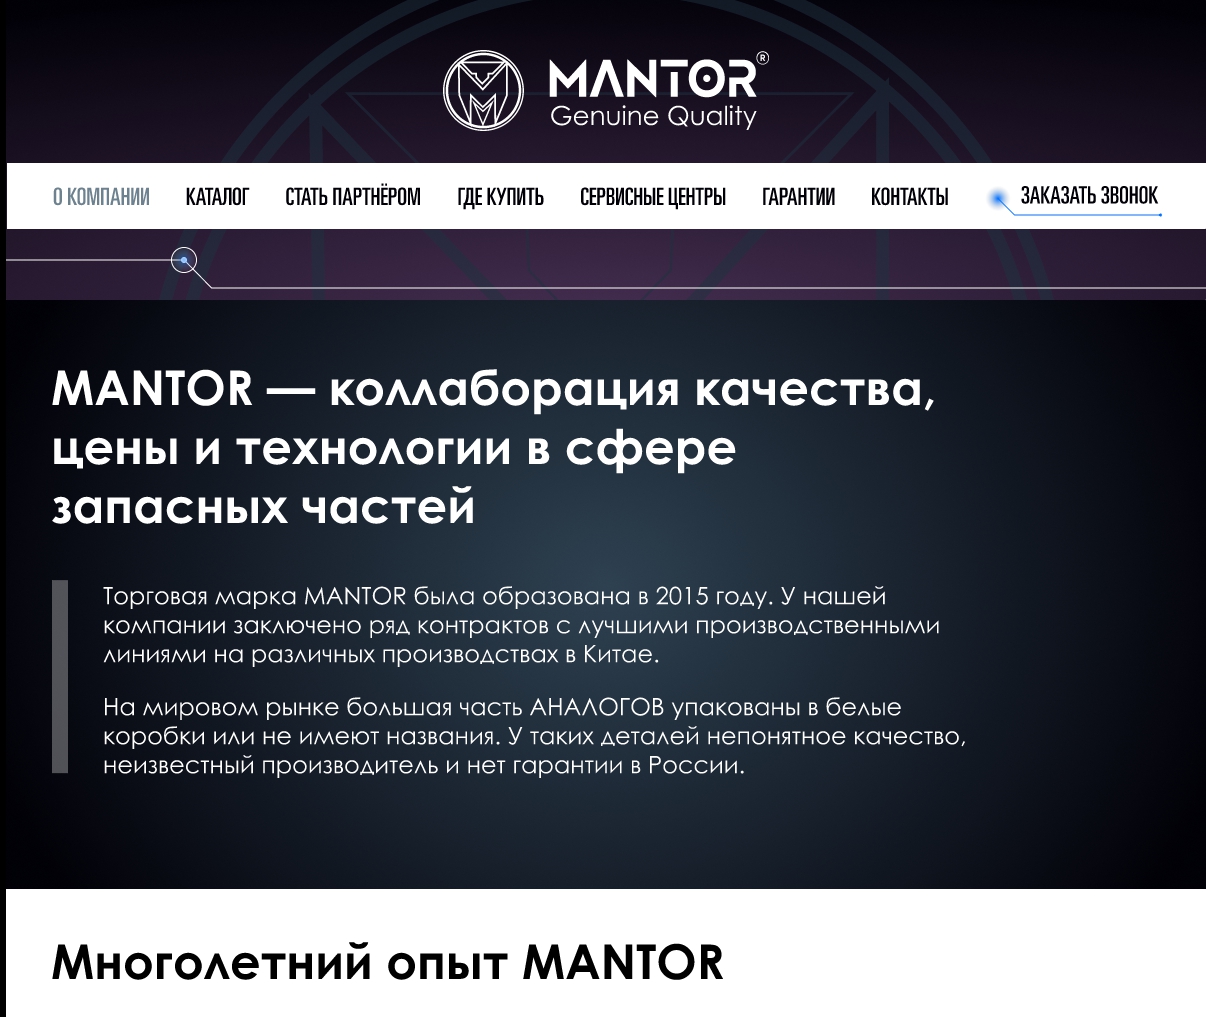 MANTOR®
Genuine Quality
О КОМПАНИИ КАТАЛОГ СТАТЬ ПАРТНЁРОМ ГДЕ КУПИТЬ СЕРВИСНЫЕ ЦЕНТРЫ ГАРАНТИИ КОНТАКТЫ ЗАКАЗАТЬ ЗВОНОК
MANTOR — коллаборация качества,
цены и технологии в сфере
запасных частей
Торговая марка MANTOR была образована в 2015 году. У нашей
компании заключено ряд контрактов с лучшими производственными
линиями на различных производствах в Китае.
На мировом рынке большая часть АНАЛОГОВ упакованы в белые
коробки или не имеют названия. У таких деталей непонятное качество,
неизвестный производитель и нет гарантии в России.
Многолетний опыт MANTOR